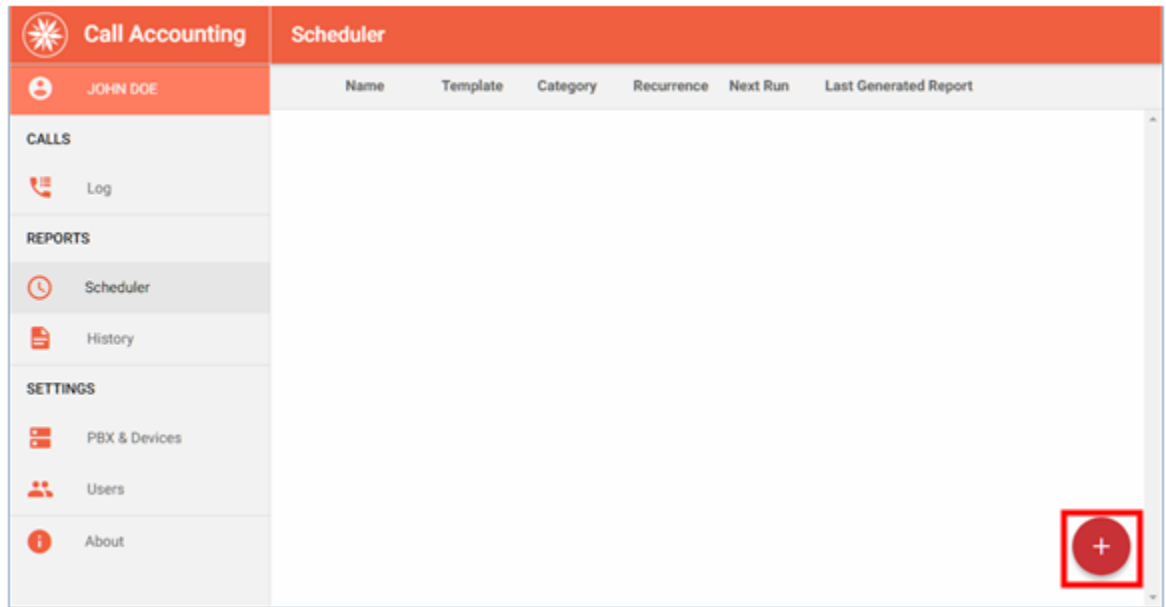 Call Accounting
Scheduler
JOHN DOE
Name Template Category Recurrence Next Run Last Generated Report
CALLS
Log
REPORTS
Scheduler
History
SETTINGS
PBX & Devices
Users
About